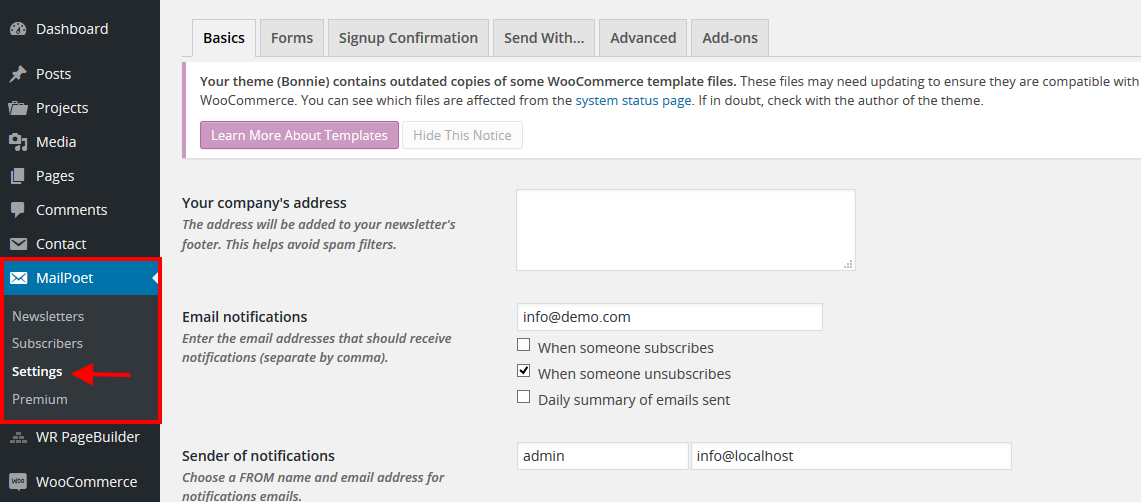 Dashboard
Posts
Projects
Media
Pages
Comments
Contact
MailPoet
Newsletters
Subscribers
Settings
Premium
WR PageBuilder
WooCommerce
Basics
Forms
Signup Confirmation
Send With...
Advanced
Add-ons
Your theme (Bonnie) contains outdated copies of some WooCommerce template files. These files may need updating to ensure they are compatible with
WooCommerce. You can see which files are affected from the system status page. If in doubt, check with the author of the theme.
Learn More About Templates
Hide This Notice
Your company's address
The address will be added to your newsletter's
footer. This helps avoid spam filters.
Email notifications
Enter the email addresses that should receive
notifications (separate by comma).
info@demo.com
When someone subscribes
When someone unsubscribes
Daily summary of emails sent
Sender of notifications
Choose a FROM name and email address for
notifications emails.
admin
info@localhost